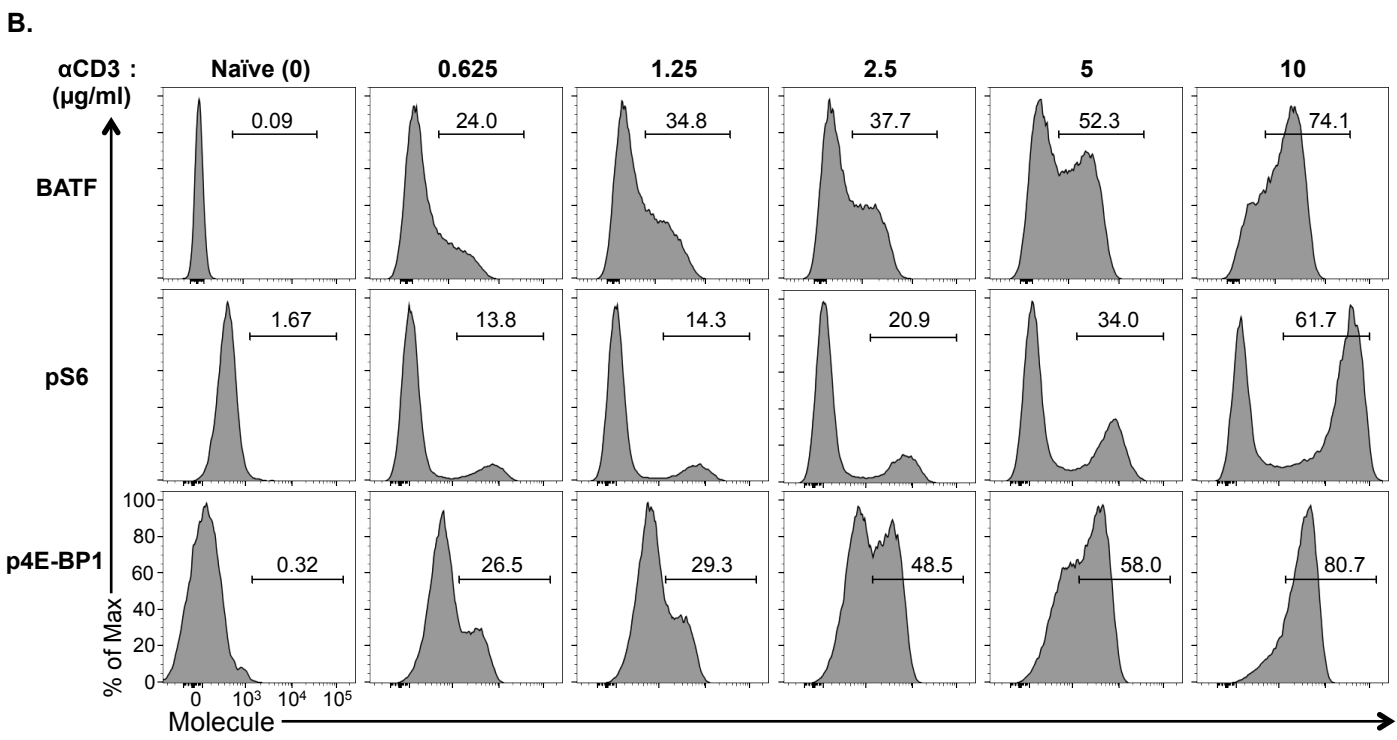 B.
αCD3 : Naïve (0) 0.625 1.25 2.5 5 10
(µg/ml)
BATF 0.09 24.0 34.8 37.7 52.3 74.1
pS6 1.67 13.8 14.3 20.9 34.0 61.7
p4E-BP1 0.32 26.5 29.3 48.5 58.0 80.7
% of Max
100
80
60
40
20
0
0 10³ 10⁴ 10⁵
Molecule